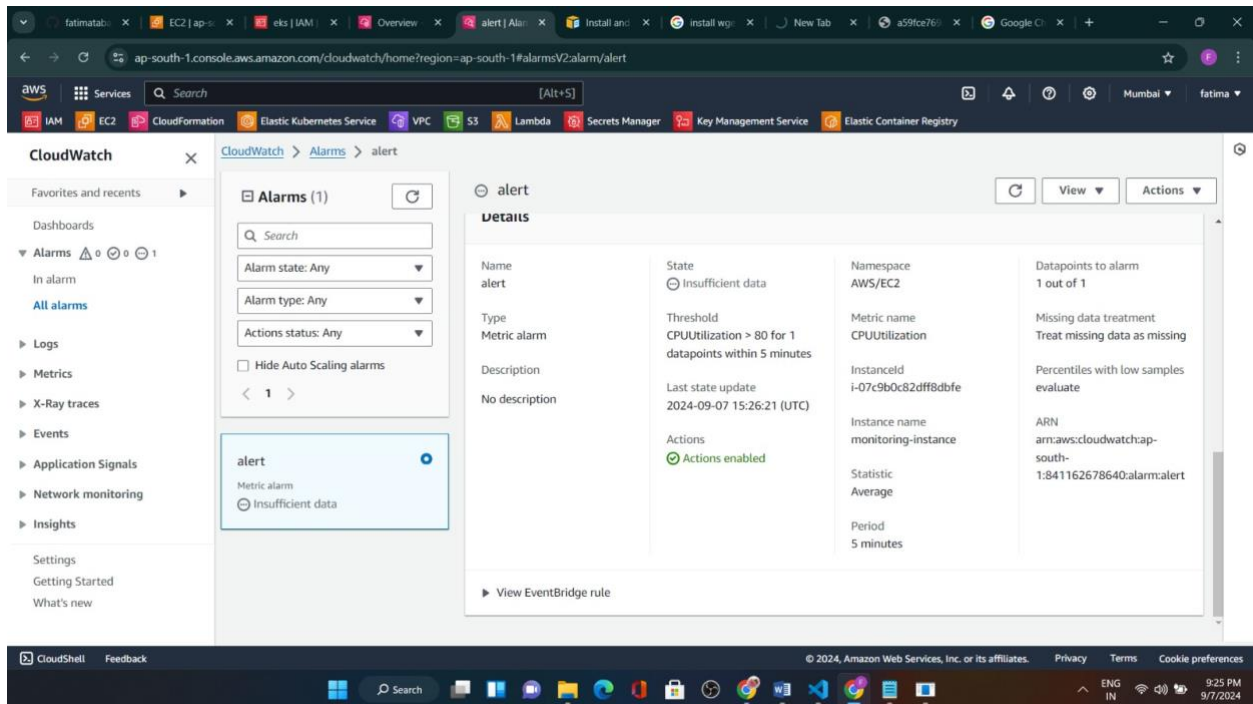 fatimataba
EC2 | ap-s
eks | IAM
Overview
alert | Alar
Install and
install wg
New Tab
a59fce769
Google Ch
ap-south-1.console.aws.amazon.com/cloudwatch/home?region=ap-south-1#alarmsV2:alarm/alert
aws
Services
Search
[Alt+S]
Mumbai
fatima
IAM
EC2
CloudFormation
Elastic Kubernetes Service
VPC
S3
Lambda
Secrets Manager
Key Management Service
Elastic Container Registry
CloudWatch
Favorites and recents
Dashboards
Alarms 0 0 1
In alarm
All alarms
Logs
Metrics
X-Ray traces
Events
Application Signals
Network monitoring
Insights
Settings
Getting Started
What's new
CloudWatch > Alarms > alert
Alarms (1)
Search
Alarm state: Any
Alarm type: Any
Actions status: Any
Hide Auto Scaling alarms
< 1 >
alert
Metric alarm
Insufficient data
alert
View
Actions
Details
Name
alert
Type
Metric alarm
Description
No description
State
Insufficient data
Threshold
CPUUtilization > 80 for 1
datapoints within 5 minutes
Last state update
2024-09-07 15:26:21 (UTC)
Actions
Actions enabled
Namespace
AWS/EC2
Metric name
CPUUtilization
InstanceId
i-07c9b0c82dff8dbfe
Instance name
monitoring-instance
Statistic
Average
Period
5 minutes
Datapoints to alarm
1 out of 1
Missing data treatment
Treat missing data as missing
Percentiles with low samples
evaluate
ARN
arn:aws:cloudwatch:ap-
south-
1:841162678640:alarm:alert
View EventBridge rule
CloudShell
Feedback
© 2024, Amazon Web Services, Inc. or its affiliates.
Privacy
Terms
Cookie preferences
Search
ENG
IN
9:25 PM
9/7/2024